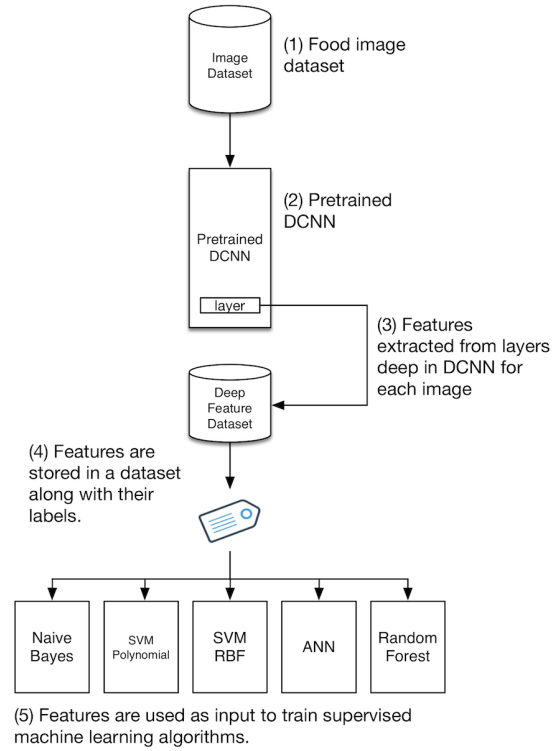 Image
Dataset
(1) Food image
dataset
(2) Pretrained
DCNN
Pretrained
DCNN
layer
(3) Features
extracted from layers
deep in DCNN for
each image
Deep
Feature
Dataset
(4) Features are
stored in a dataset
along with their
labels.
Naive
Bayes
SVM
Polynomial
SVM
RBF
ANN
Random
Forest
(5) Features are used as input to train supervised
machine learning algorithms.